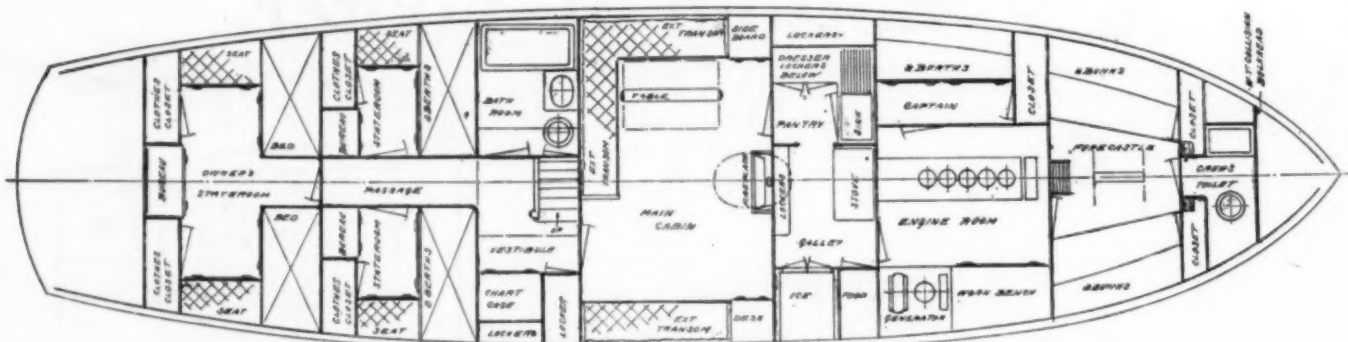 CLOTHES
CLOSET
BUREAU
CLOTHES
CLOSET
SEAT
OWNER'S
STATEROOM
SEAT
BED
BED
CLOTHES
CLOSET
BUREAU
SEAT
STATEROOM
2 BERTHS
PASSAGE
BUREAU
CLOTHES
CLOSET
STATEROOM
SEAT
2 BERTHS
BATH
ROOM
UP
VESTIBULE
CHART
CASE
LOCKERS
LOCKER
EXT
TRANSOM
SIDE
BOARD
TABLE
EXT
TRANSOM
MAIN
CABIN
FIREPLACE
LOCKERS
EXT
TRANSOM
DESK
LOCKERS
DRESSER
LOCKERS
BELOW
SINK
PANTRY
STOVE
GALLEY
ICE
FOOD
2 BERTHS
CAPTAIN
CLOSET
ENGINE ROOM
GENERATOR
WORK BENCH
2 BUNKS
FORECASTLE
2 BUNKS
CLOSET
CREW'S
TOILET
CLOSET
W.T. COLLISION
BULKHEAD